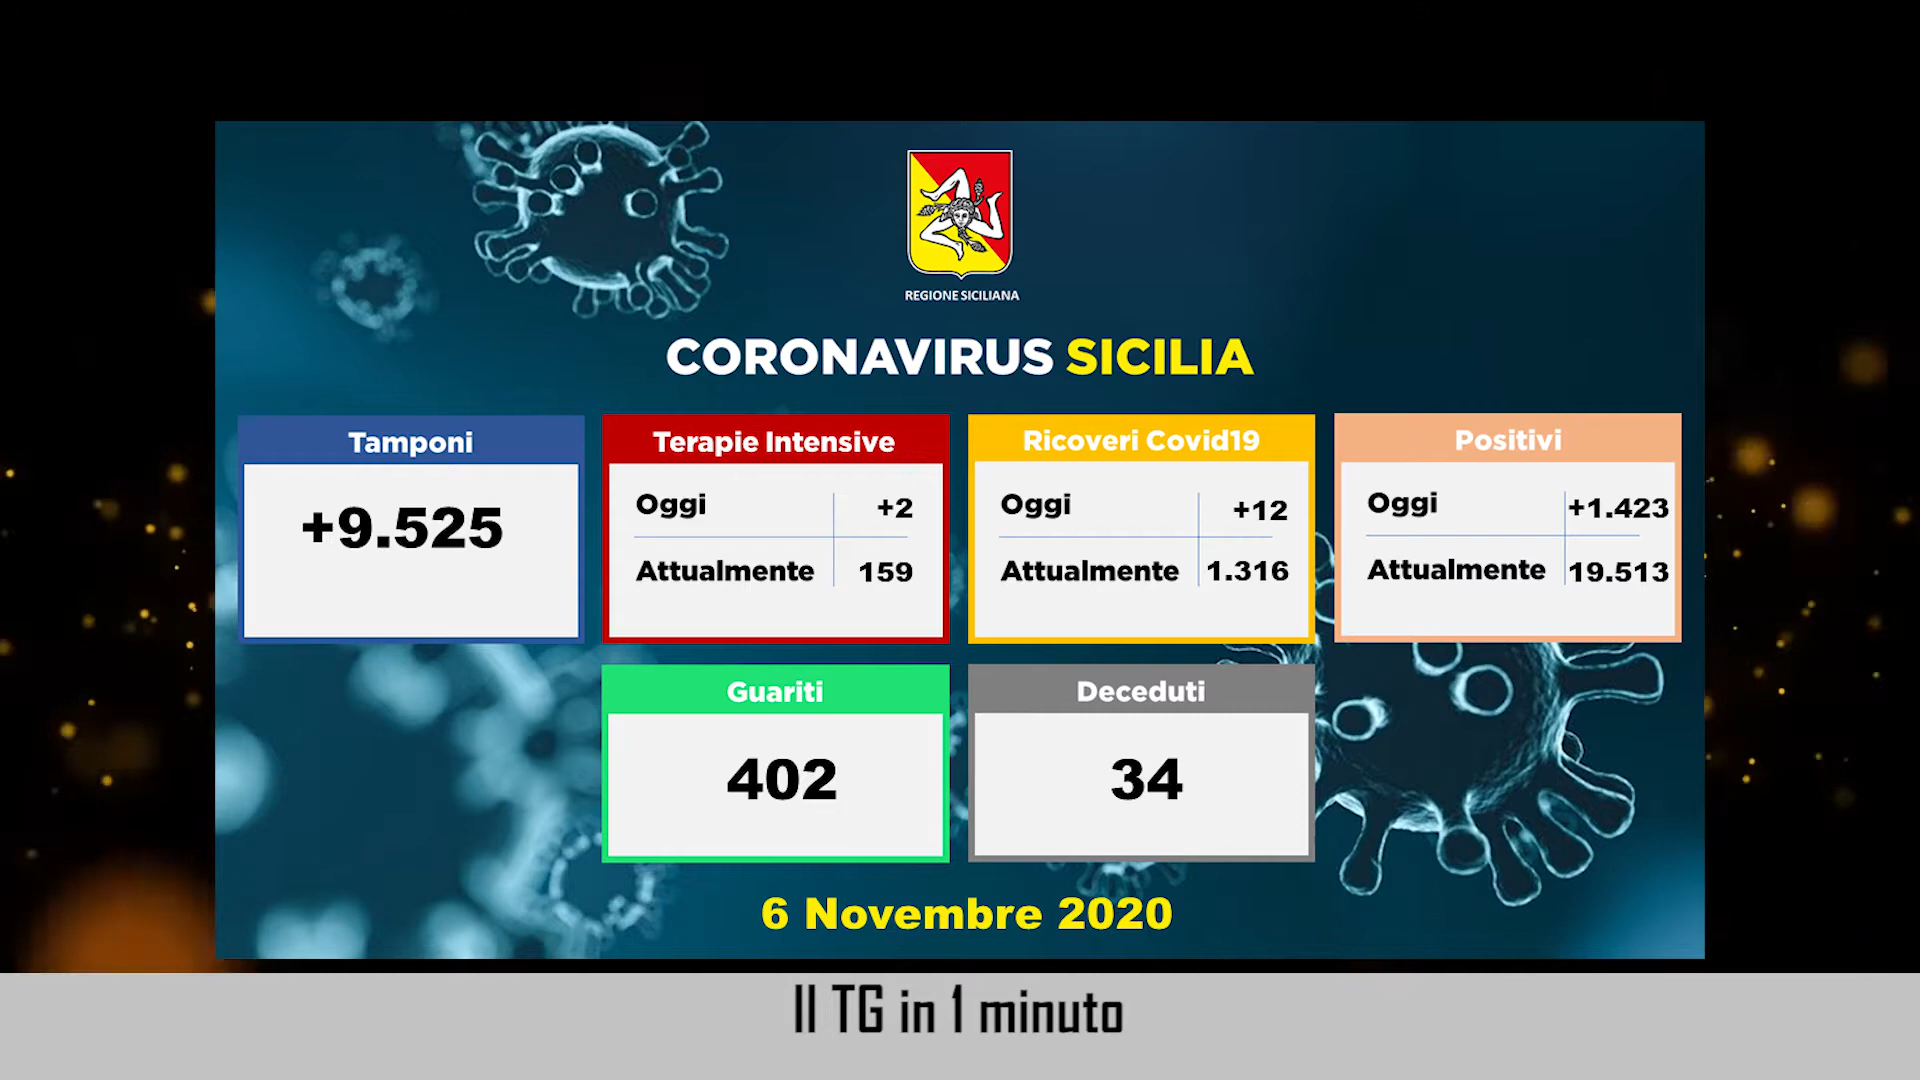 REGIONE SICILIANA
CORONAVIRUS SICILIA
Tamponi
+9.525
Terapie Intensive
Oggi +2
Attualmente 159
Ricoveri Covid19
Oggi +12
Attualmente 1.316
Positivi
Oggi +1.423
Attualmente 19.513
Guariti
402
Deceduti
34
6 Novembre 2020
Il TG in 1 minuto